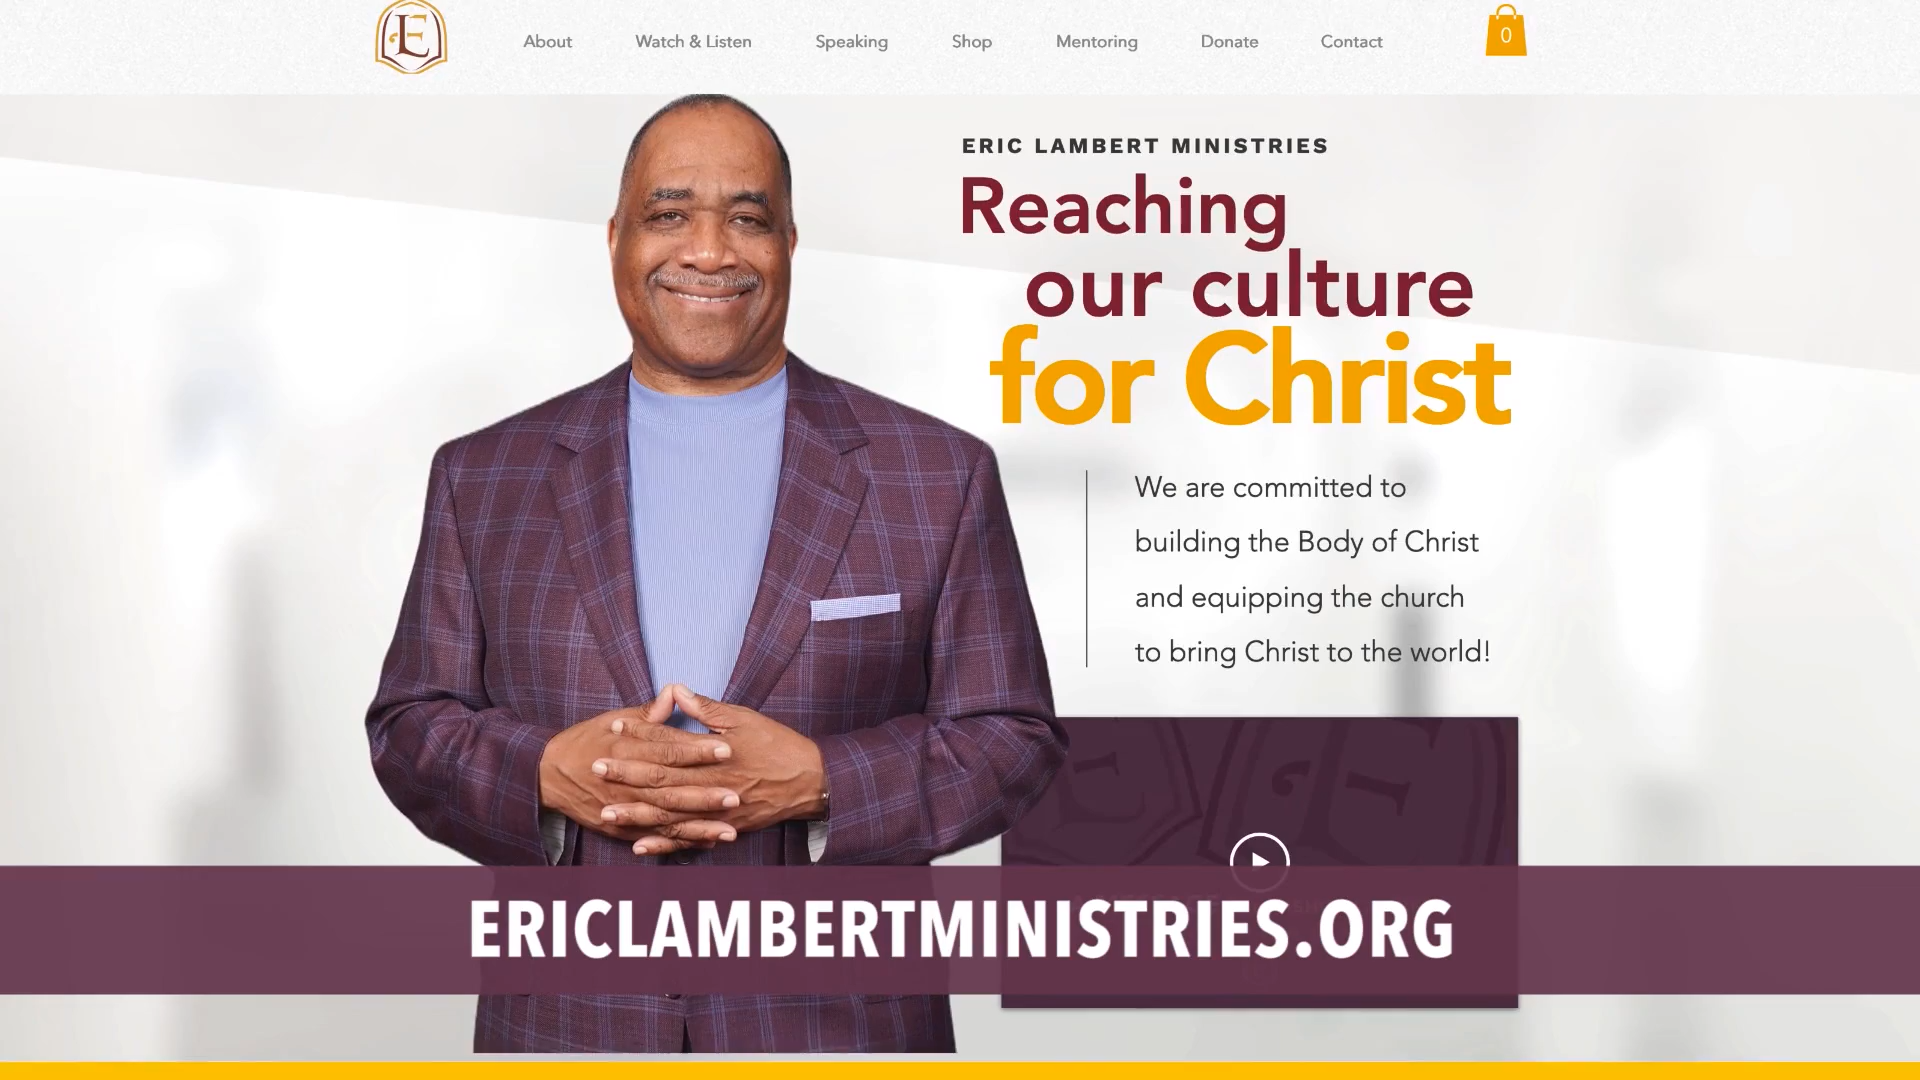 E
About Watch & Listen Speaking Shop Mentoring Donate Contact 0
ERIC LAMBERT MINISTRIES
Reaching
our culture
for Christ
We are committed to
building the Body of Christ
and equipping the church
to bring Christ to the world!
ERICLAMBERTMINISTRIES.ORG